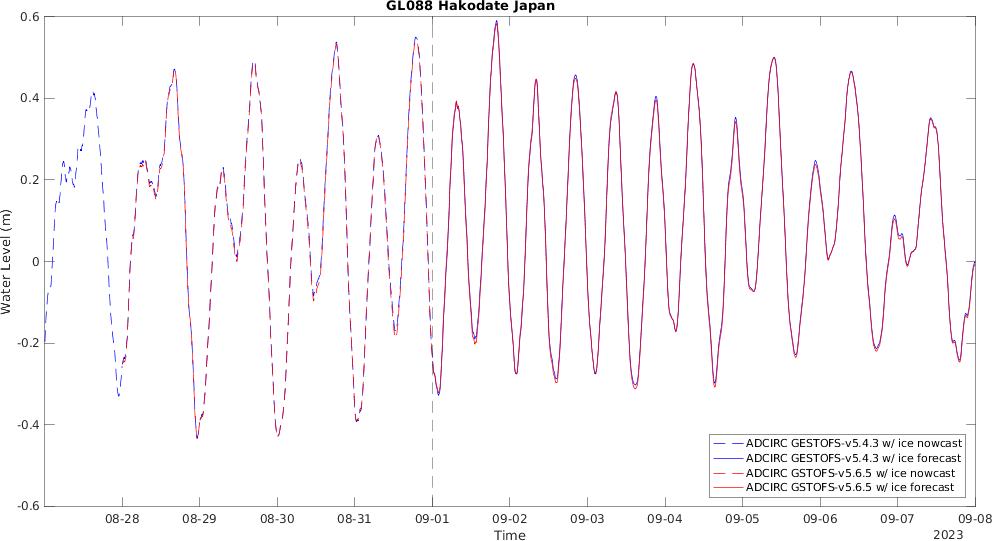 GL088 Hakodate Japan
0.6
0.4
0.2
0
-0.2
-0.4
-0.6
Water Level (m)
ADCIRC GESTOFS-v5.4.3 w/ ice nowcast
ADCIRC GESTOFS-v5.4.3 w/ ice forecast
ADCIRC GSTOFS-v5.6.5 w/ ice nowcast
ADCIRC GSTOFS-v5.6.5 w/ ice forecast
08-28 08-29 08-30 08-31 09-01 09-02 09-03 09-04 09-05 09-06 09-07 09-08
Time
2023